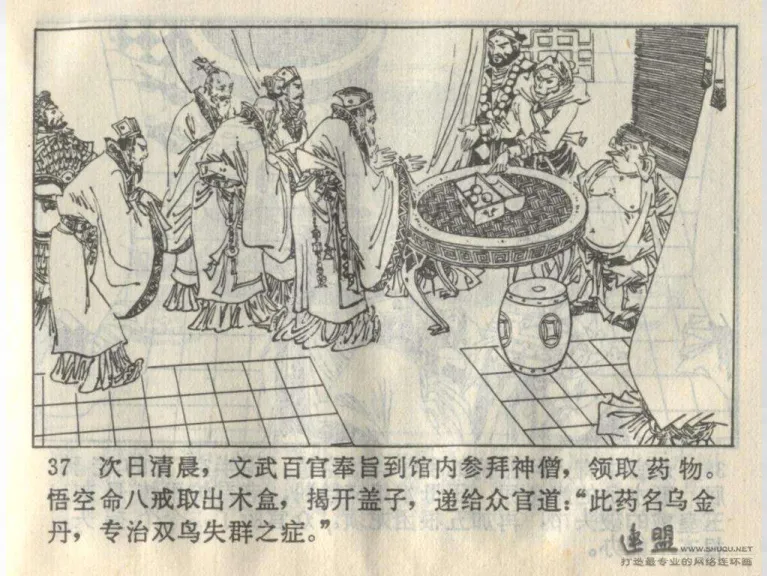 37 次日清晨，文武百官奉旨到馆内参拜神僧，领取药物。
悟空命八戒取出木盒，揭开盖子，递给众官道：“此药名乌金
丹，专治双鸟失群之症。”
连盟 WWW.SHUQU.NET
打造最专业的网络连环画